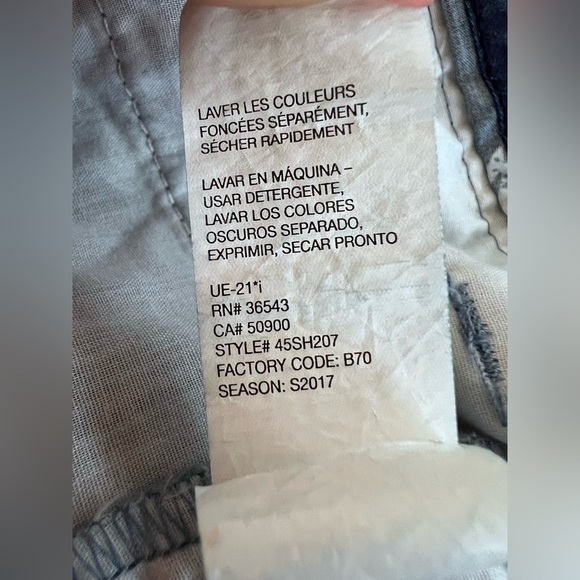 LAVER LES COULEURS
FONCÉES SÉPARÉMENT,
SÉCHER RAPIDEMENT
LAVAR EN MÁQUINA –
USAR DETERGENTE,
LAVAR LOS COLORES
OSCUROS SEPARADO,
EXPRIMIR, SECAR PRONTO
UE-21*i
RN# 36543
CA# 50900
STYLE# 45SH207
FACTORY CODE: B70
SEASON: S2017